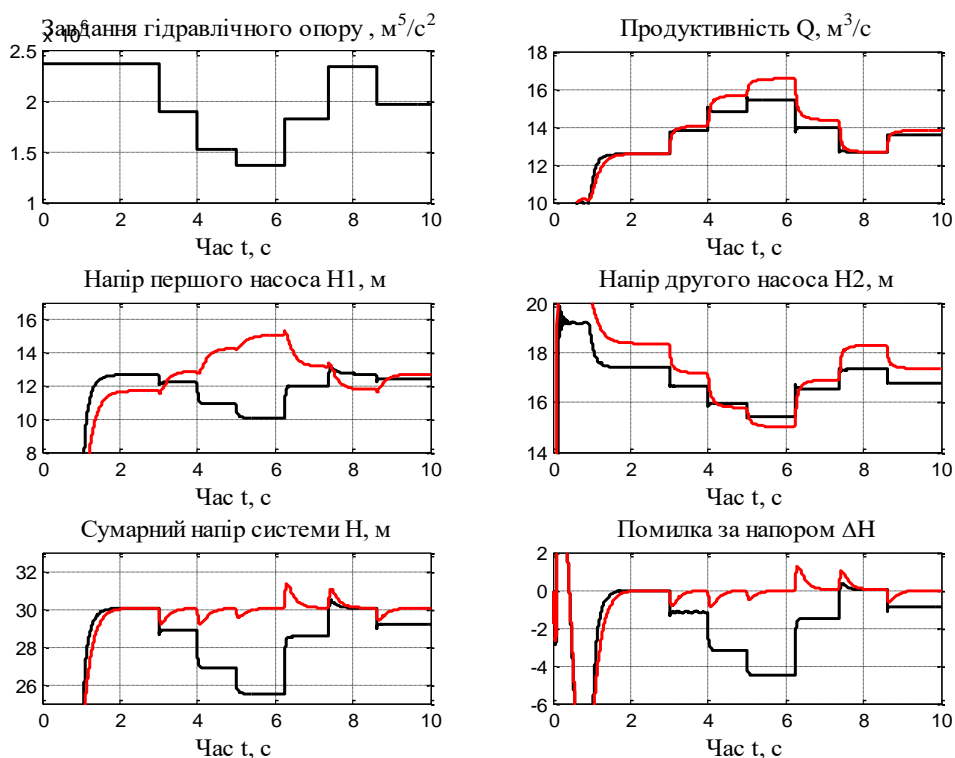 Завдання гідравлічного опору , м⁵/с²
x 10⁶
2.5
2
1.5
1
0 2 4 6 8 10
Час t, с
Продуктивність Q, м³/с
18
16
14
12
10
0 2 4 6 8 10
Час t, с
Напір першого насоса H1, м
16
14
12
10
8
0 2 4 6 8 10
Час t, с
Напір другого насоса H2, м
20
18
16
14
0 2 4 6 8 10
Час t, с
Сумарний напір системи H, м
32
30
28
26
0 2 4 6 8 10
Час t, с
Помилка за напором ΔH
2
0
-2
-4
-6
0 2 4 6 8 10
Час t, с